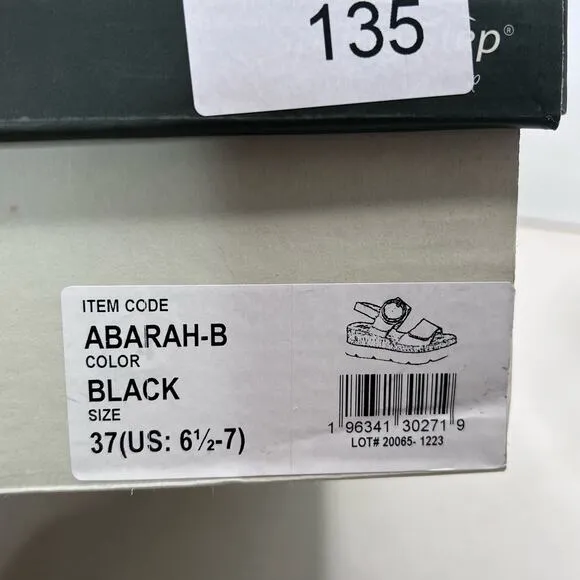 135
ep®
ITEM CODE
ABARAH-B
COLOR
BLACK
SIZE
37(US: 6½-7)
1 96341 30271 9
LOT# 20065- 1223